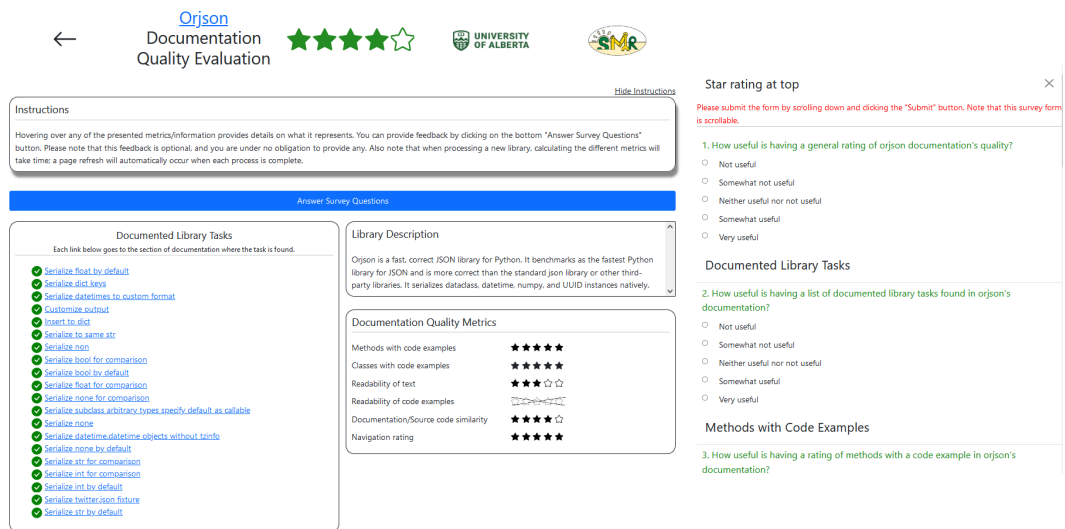 Orjson
Documentation
Quality Evaluation
UNIVERSITY
OF ALBERTA
SMR
Hide Instructions
Instructions
Hovering over any of the presented metrics/information provides details on what it represents. You can provide feedback by clicking on the bottom "Answer Survey Questions"
button. Please note that this feedback is optional, and you are under no obligation to provide any. Also note that when processing a new library, calculating the different metrics will
take time; a page refresh will automatically occur when each process is complete.
Answer Survey Questions
Documented Library Tasks
Each link below goes to the section of documentation where the task is found.
Serialize float by default
Serialize dict keys
Serialize datetimes to custom format
Customize output
Insert to dict
Serialize to same str
Serialize non
Serialize bool for comparison
Serialize bool by default
Serialize float for comparison
Serialize none for comparison
Serialize subclass arbitrary types specify default as callable
Serialize none
Serialize datetime.datetime objects without tzinfo
Serialize none by default
Serialize str for comparison
Serialize int for comparison
Serialize int by default
Serialize twitter.json fixture
Serialize str by default
Library Description
Orjson is a fast, correct JSON library for Python. It benchmarks as the fastest Python
library for JSON and is more correct than the standard json library or other third-
party libraries. It serializes dataclass, datetime, numpy, and UUID instances natively.
Documentation Quality Metrics
Methods with code examples
Classes with code examples
Readability of text
Readability of code examples
Documentation/Source code similarity
Navigation rating
Star rating at top
Please submit the form by scrolling down and clicking the "Submit" button. Note that this survey form
is scrollable.
1. How useful is having a general rating of orjson documentation's quality?
Not useful
Somewhat not useful
Neither useful nor not useful
Somewhat useful
Very useful
Documented Library Tasks
2. How useful is having a list of documented library tasks found in orjson's
documentation?
Not useful
Somewhat not useful
Neither useful nor not useful
Somewhat useful
Very useful
Methods with Code Examples
3. How useful is having a rating of methods with a code example in orjson's
documentation?